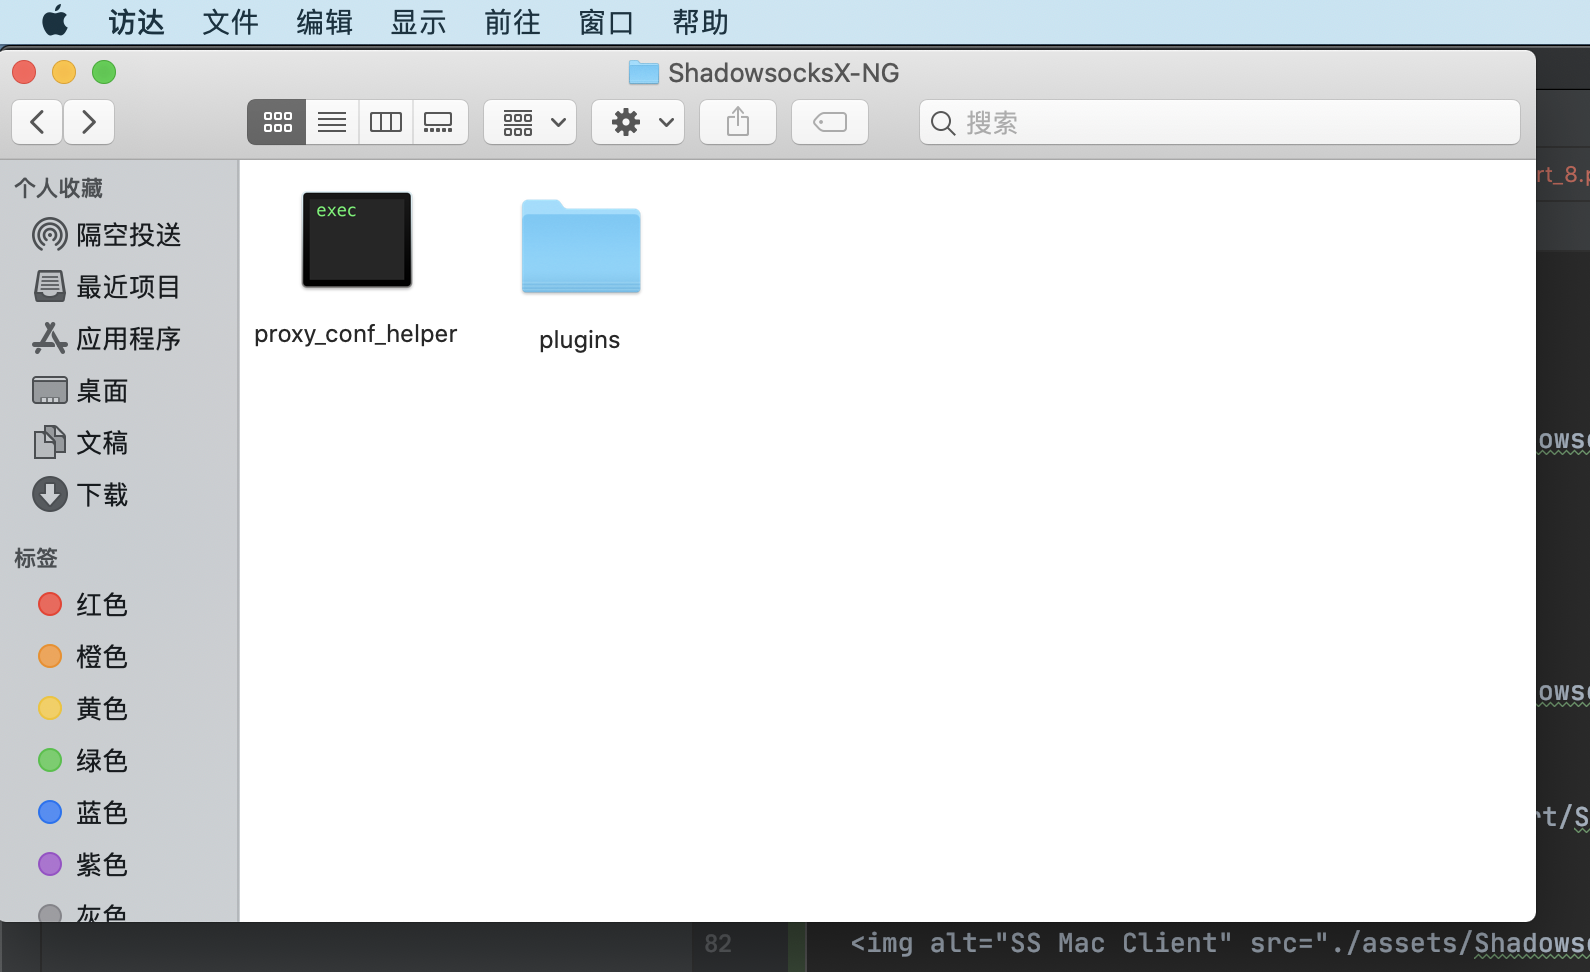 访达 文件 编辑 显示 前往 窗口 帮助
ShadowsocksX-NG
搜索
个人收藏
隔空投送
最近项目
应用程序
桌面
文稿
下载
标签
红色
橙色
黄色
绿色
蓝色
紫色
灰色
exec
proxy_conf_helper
plugins
rt_8.p
ows
ows
rt/S
82 <img alt="SS Mac Client" src="./assets/Shadows